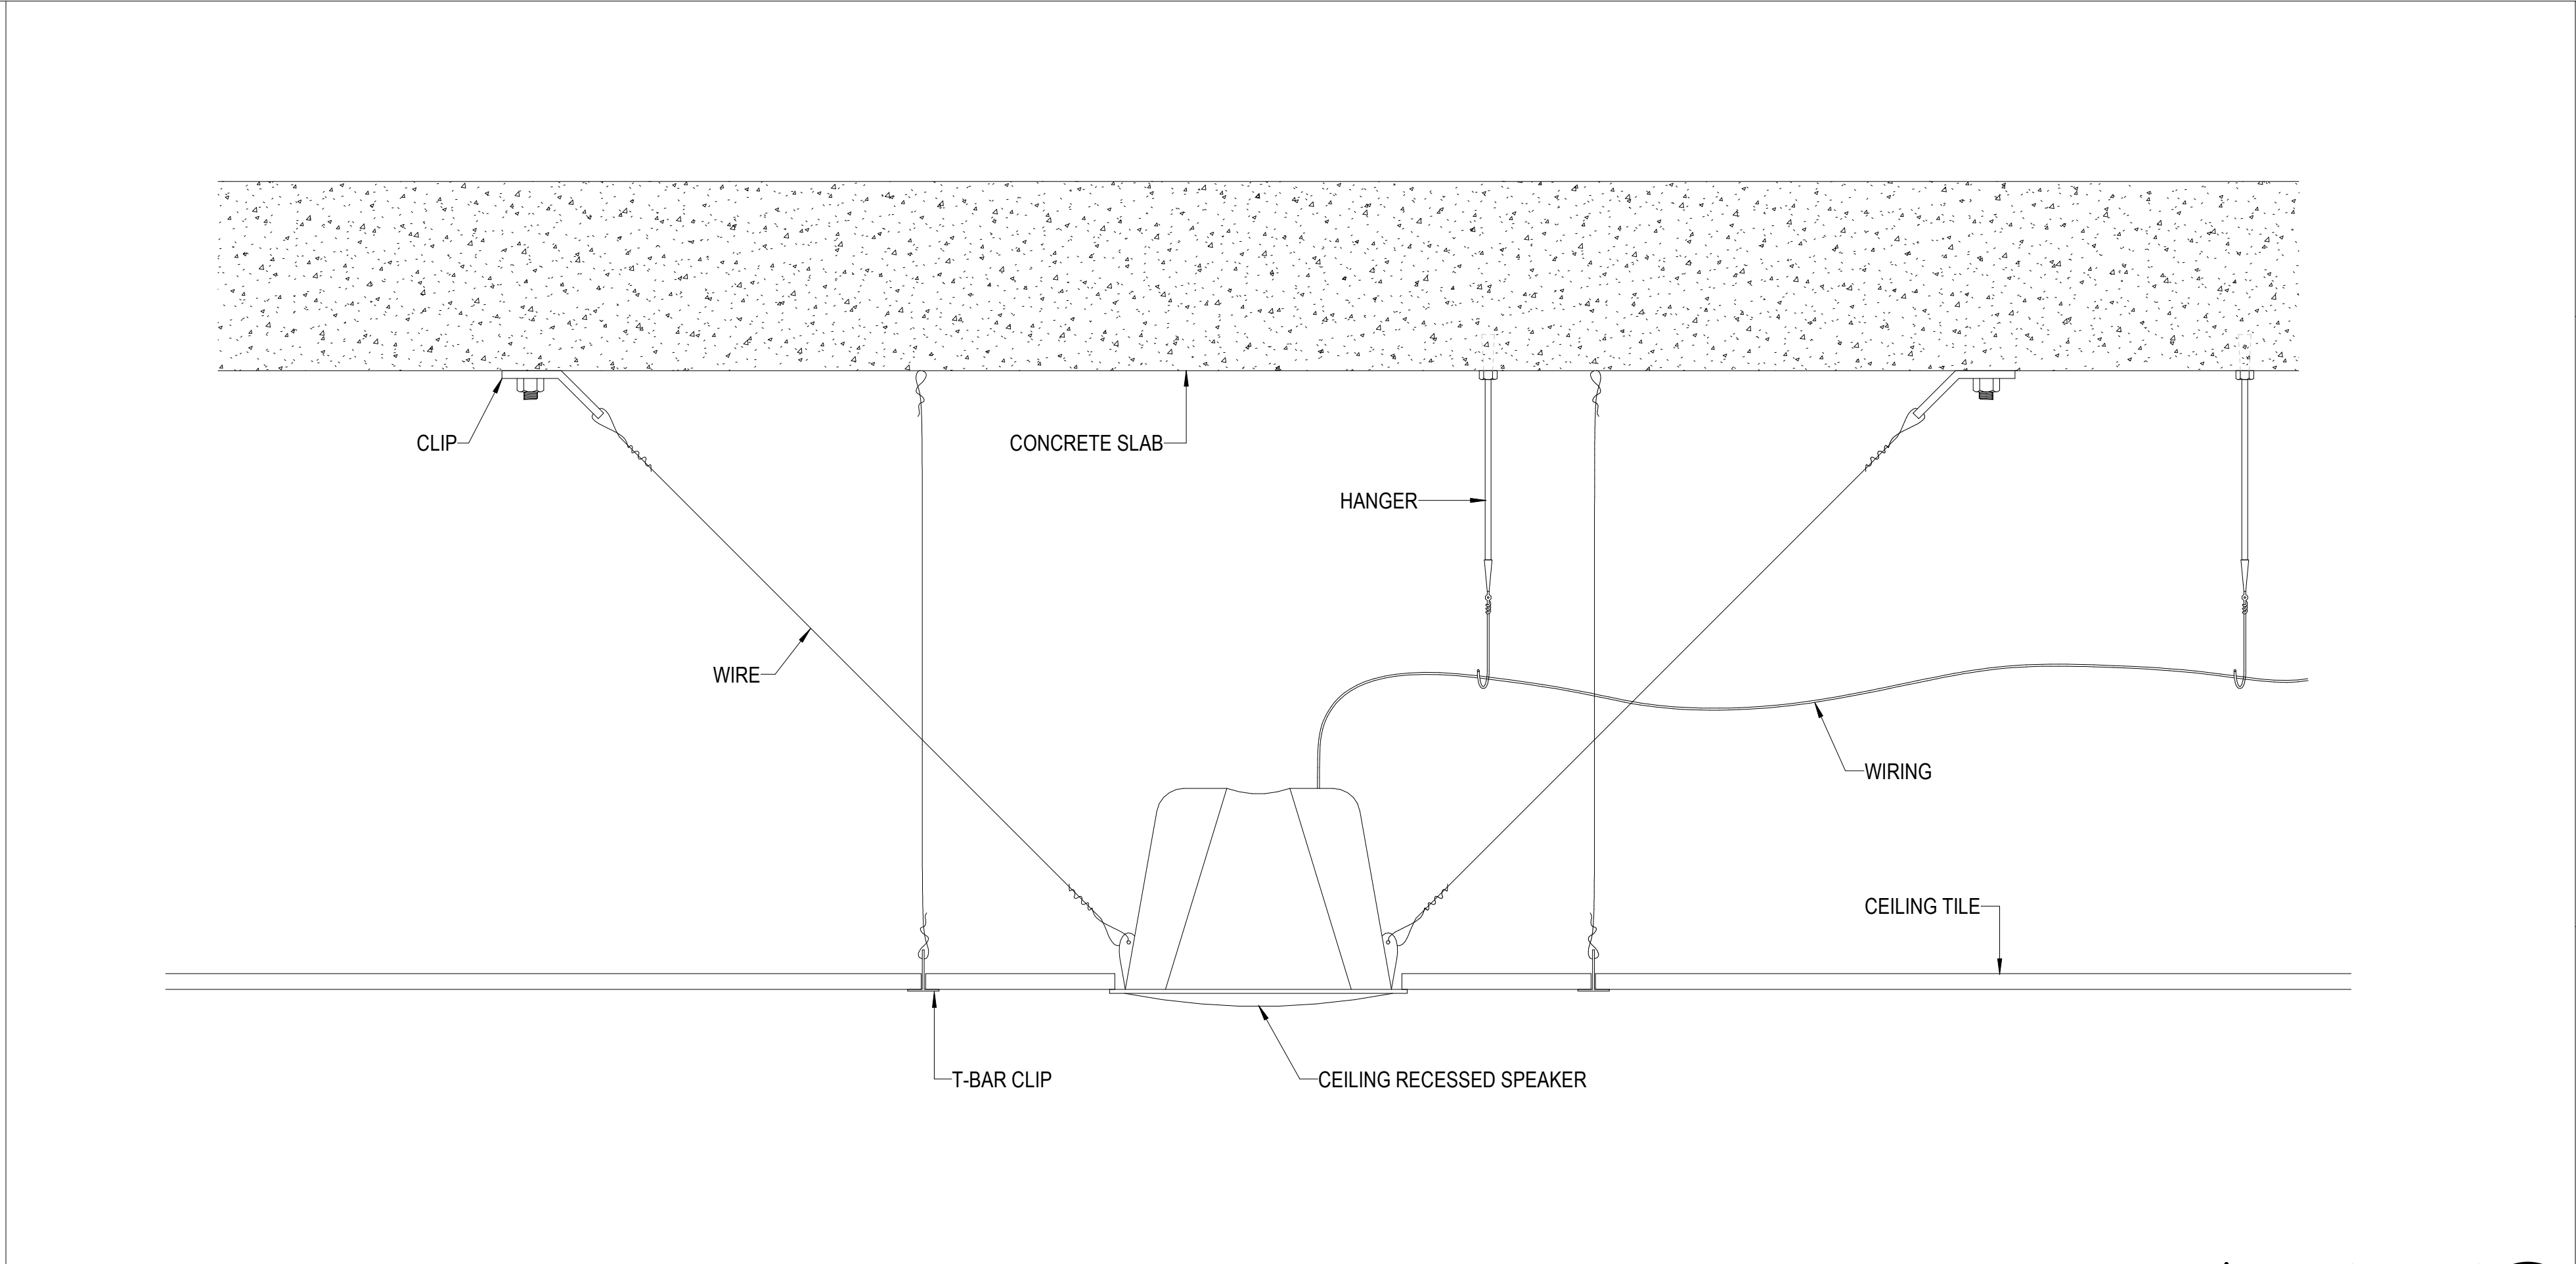 CLIP
CONCRETE SLAB
HANGER
WIRE
WIRING
CEILING TILE
T-BAR CLIP
CEILING RECESSED SPEAKER